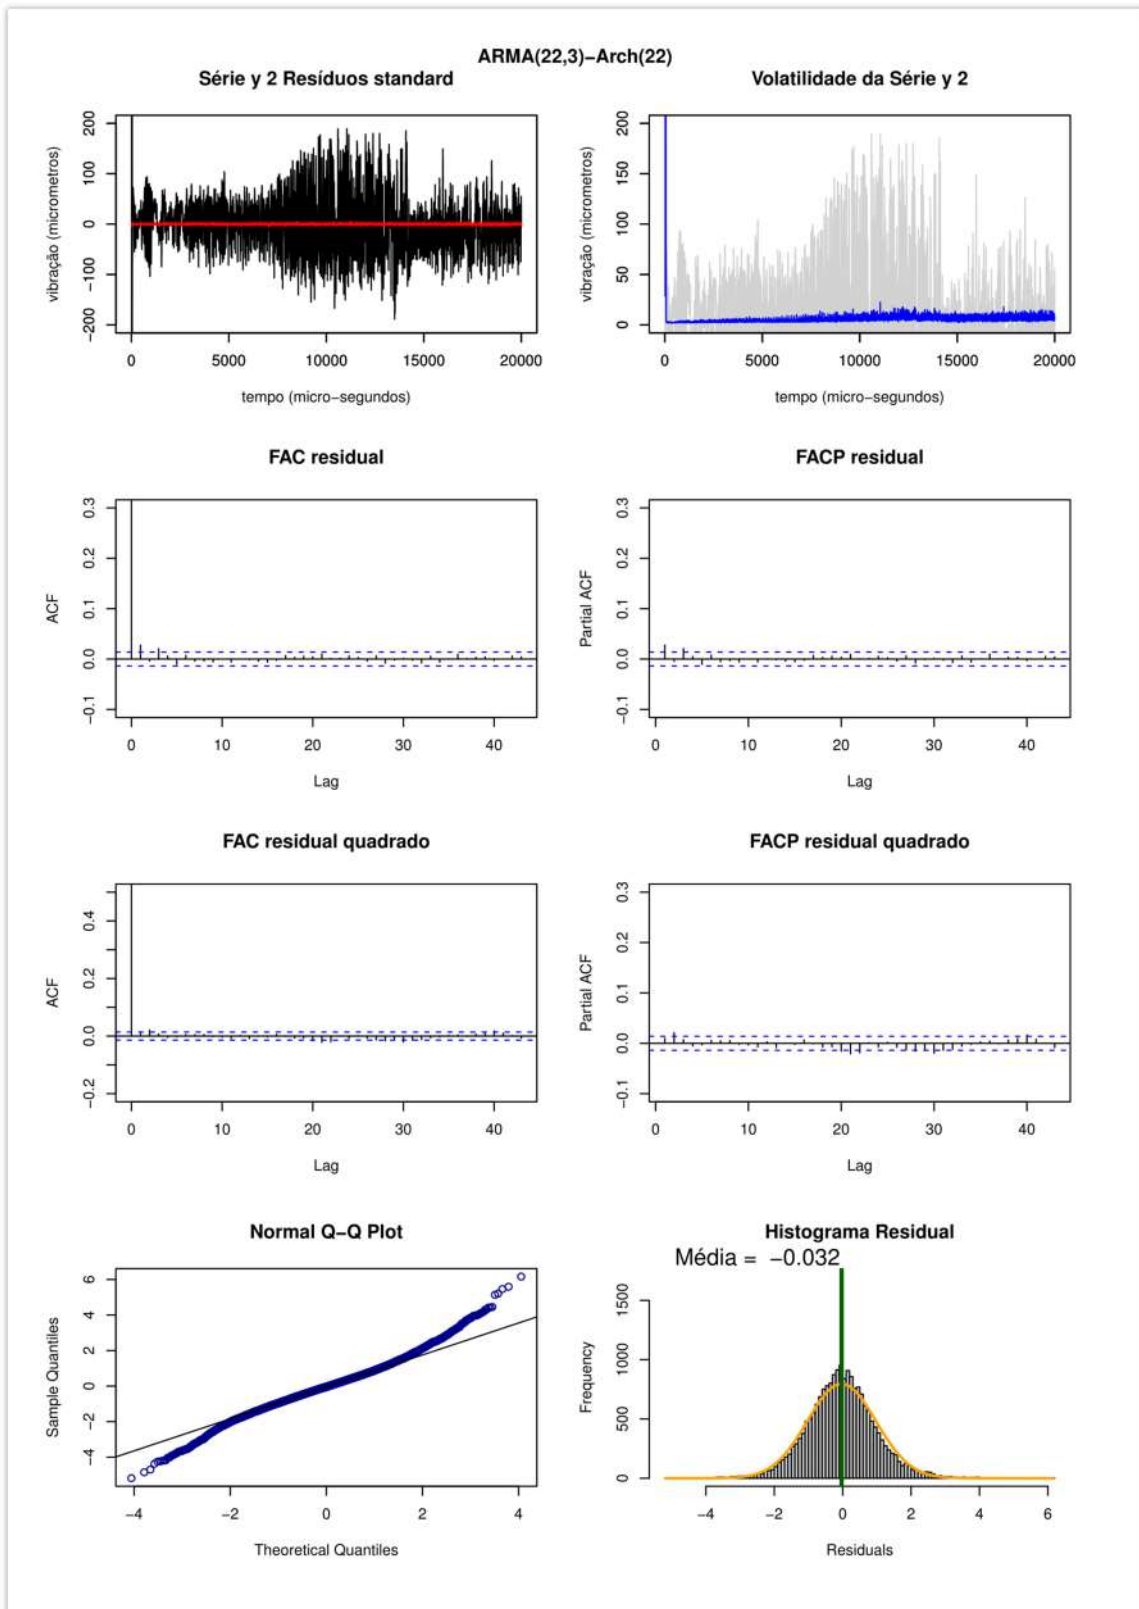 ARMA(22,3)−Arch(22)
Série y 2 Resíduos standard
vibração (micrometros)
−200 −100 0 100 200
0 5000 10000 15000 20000
tempo (micro−segundos)
Volatilidade da Série y 2
vibração (micrometros)
0 50 100 150 200
0 5000 10000 15000 20000
tempo (micro−segundos)
FAC residual
ACF
−0.1 0.0 0.1 0.2 0.3
0 10 20 30 40
Lag
FACP residual
Partial ACF
−0.1 0.0 0.1 0.2 0.3
0 10 20 30 40
Lag
FAC residual quadrado
ACF
−0.2 0.0 0.2 0.4
0 10 20 30 40
Lag
FACP residual quadrado
Partial ACF
−0.1 0.0 0.1 0.2 0.3
0 10 20 30 40
Lag
Normal Q−Q Plot
Sample Quantiles
−4 −2 0 2 4 6
−4 −2 0 2 4
Theoretical Quantiles
Histograma Residual
Média = −0.032
Frequency
0 500 1000 1500
−4 −2 0 2 4 6
Residuals